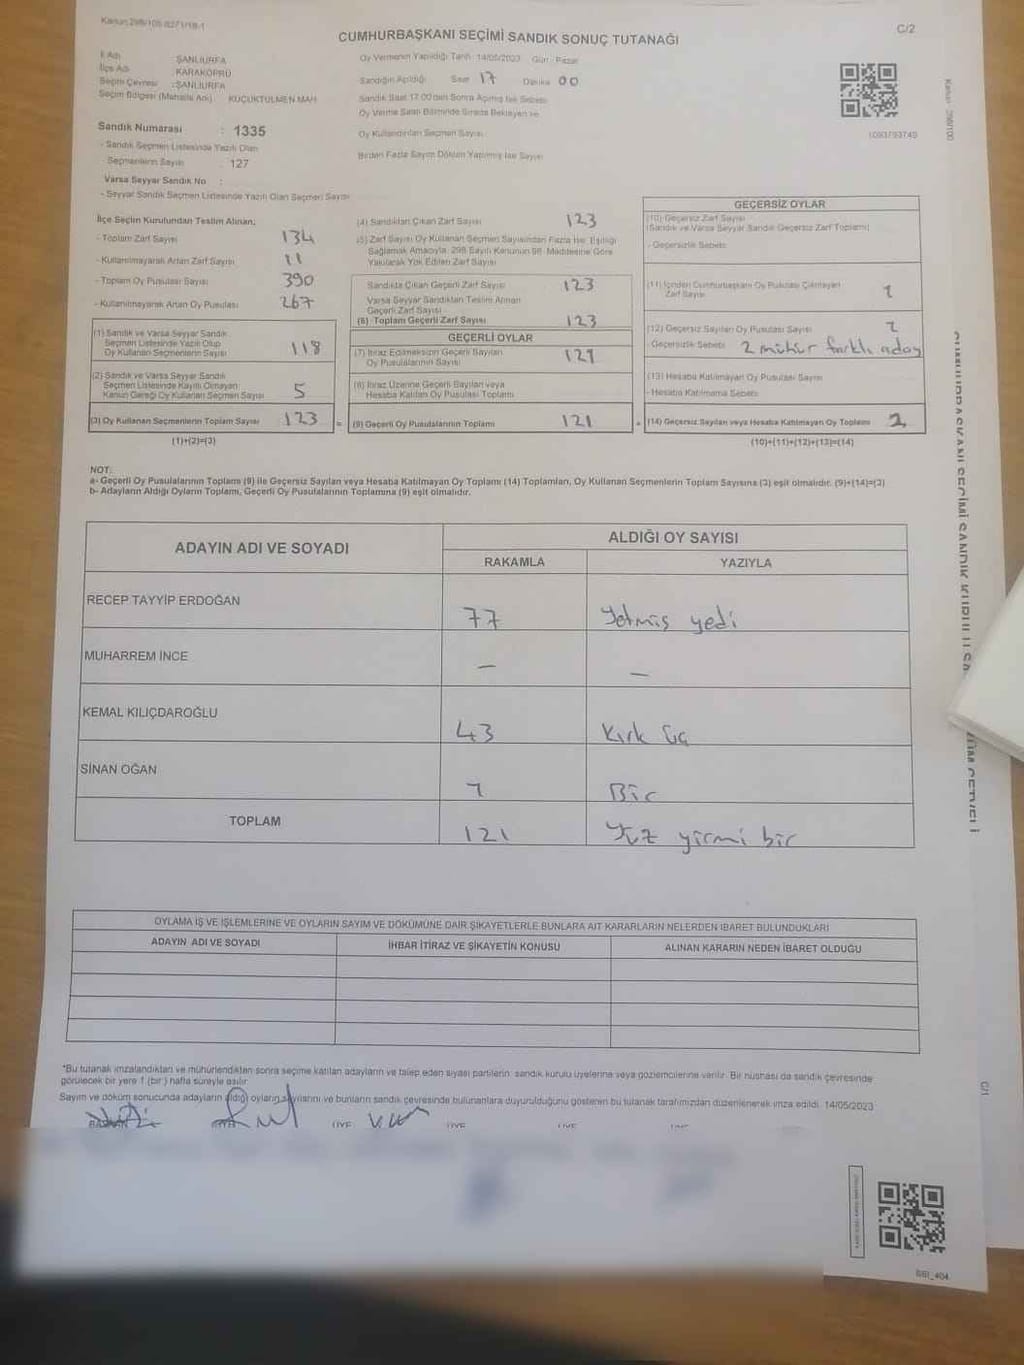 CUMHURBAŞKANI SEÇİMİ SANDIK SONUÇ TUTANAĞI
C/2
İl Adı ŞANLIURFA
İlçe Adı KARAKÖPRÜ
Seçim Çevresi :ŞANLIURFA
Seçim Bölgesi (Mahalle Adı) KÜÇÜKTÜLMEN MAH
Sandık Numarası : 1335
- Sandık Seçmen Listesinde Yazılı Olan
Seçmenlerin Sayısı : 127
Varsa Seyyar Sandık No :
- Seyyar Sandık Seçmen Listesinde Yazılı Olan Seçmen Sayısı
Oy Vermenin Yapıldığı Tarih : 14/05/2023 Gün : Pazar
Sandığın Açıldığı Saat 17 Dakika 00
Sandık Saat 17.00'den Sonra Açılmış İse Sebebi
Oy Verme Saati Bitiminde Sırada Bekleyen ve
Oy Kullandırılan Seçmen Sayısı
Birden Fazla Sayım Döküm Yapılmış İse Sayısı
Kanun: 298/100
İlçe Seçim Kurulundan Teslim Alınan;
- Toplam Zarf Sayısı 134
- Kullanılmayarak Artan Zarf Sayısı 11
- Toplam Oy Pusulası Sayısı 390
- Kullanılmayarak Artan Oy Pusulası 267
(1) Sandık ve Varsa Seyyar Sandık
Seçmen Listesinde Yazılı Olup
Oy Kullanan Seçmenlerin Sayısı 118
(2) Sandık ve Varsa Seyyar Sandık
Seçmen Listesinde Kayıtlı Olmayan
Kanun Gereği Oy Kullanan Seçmen Sayısı 5
(3) Oy Kullanan Seçmenlerin Toplam Sayısı 123
(1)+(2)=(3)
(4) Sandıktan Çıkan Zarf Sayısı 123
(5) Zarf Sayısı Oy Kullanan Seçmen Sayısından Fazla İse, Eşitliği
Sağlamak Amacıyla, 298 Sayılı Kanunun 98. Maddesine Göre
Yakılarak Yok Edilen Zarf Sayısı
Sandıkta Çıkan Geçerli Zarf Sayısı 123
Varsa Seyyar Sandıktan Teslim Alınan
Geçerli Zarf Sayısı
(6) Toplam Geçerli Zarf Sayısı 123
GEÇERLİ OYLAR
(7) İtiraz Edilmeksizin Geçerli Sayılan
Oy Pusulalarının Sayısı 121
(8) İtiraz Üzerine Geçerli Sayılan veya
Hesaba Katılan Oy Pusulası Toplamı
(9) Geçerli Oy Pusulalarının Toplamı 121
GEÇERSİZ OYLAR
(10) Geçersiz Zarf Sayısı
(Sandık ve Varsa Seyyar Sandık Geçersiz Zarf Toplamı)
- Geçersizlik Sebebi
(11) İçinden Cumhurbaşkanı Oy Pusulası Çıkmayan
Zarf Sayısı 1
(12) Geçersiz Sayılan Oy Pusulası Sayısı
- Geçersizlik Sebebi 2 mühür farklı aday
(13) Hesaba Katılmayan Oy Pusulası Sayısı
- Hesaba Katılmama Sebebi
(14) Geçersiz Sayılan veya Hesaba Katılmayan Oy Toplamı 2
(10)+(11)+(12)+(13)=(14)
NOT:
a- Geçerli Oy Pusulalarının Toplamı (9) ile Geçersiz Sayılan veya Hesaba Katılmayan Oy Toplamı (14) Toplamları, Oy Kullanan Seçmenlerin Toplam Sayısına (3) eşit olmalıdır. (9)+(14)=(3)
b- Adayların Aldığı Oyların Toplamı, Geçerli Oy Pusulalarının Toplamına (9) eşit olmalıdır.
ADAYIN ADI VE SOYADI
ALDIĞI OY SAYISI
RAKAMLA YAZIYLA
RECEP TAYYİP ERDOĞAN 77 Yetmiş yedi
MUHARREM İNCE — —
KEMAL KILIÇDAROĞLU 43 Kırk üç
SİNAN OĞAN 1 Bir
TOPLAM 121 Yüz yirmi bir
OYLAMA İŞ VE İŞLEMLERİNE VE OYLARIN SAYIM VE DÖKÜMÜNE DAİR ŞİKAYETLERLE BUNLARA AİT KARARLARIN NELERDEN İBARET BULUNDUKLARI
ADAYIN ADI VE SOYADI İHBAR İTİRAZ VE ŞİKAYETİN KONUSU ALINAN KARARIN NEDEN İBARET OLDUĞU
*Bu tutanak imzalandıktan ve mühürlendikten sonra seçime katılan adayların ve talep eden siyasi partilerin, sandık kurulu üyelerine veya gözlemcilerine verilir. Bir nüshası da sandık çevresinde
görülecek bir yere 1 (bir) hafta süreyle asılır.
Sayım ve döküm sonucunda adayların aldığı oyların sayılarını ve bunların sandık çevresinde bulunanlara duyurulduğunu gösteren bu tutanak tarafımızdan düzenlenerek imza edildi. 14/05/2023
BAŞKAN ÜYE ÜYE ÜYE ÜYE ÜYE